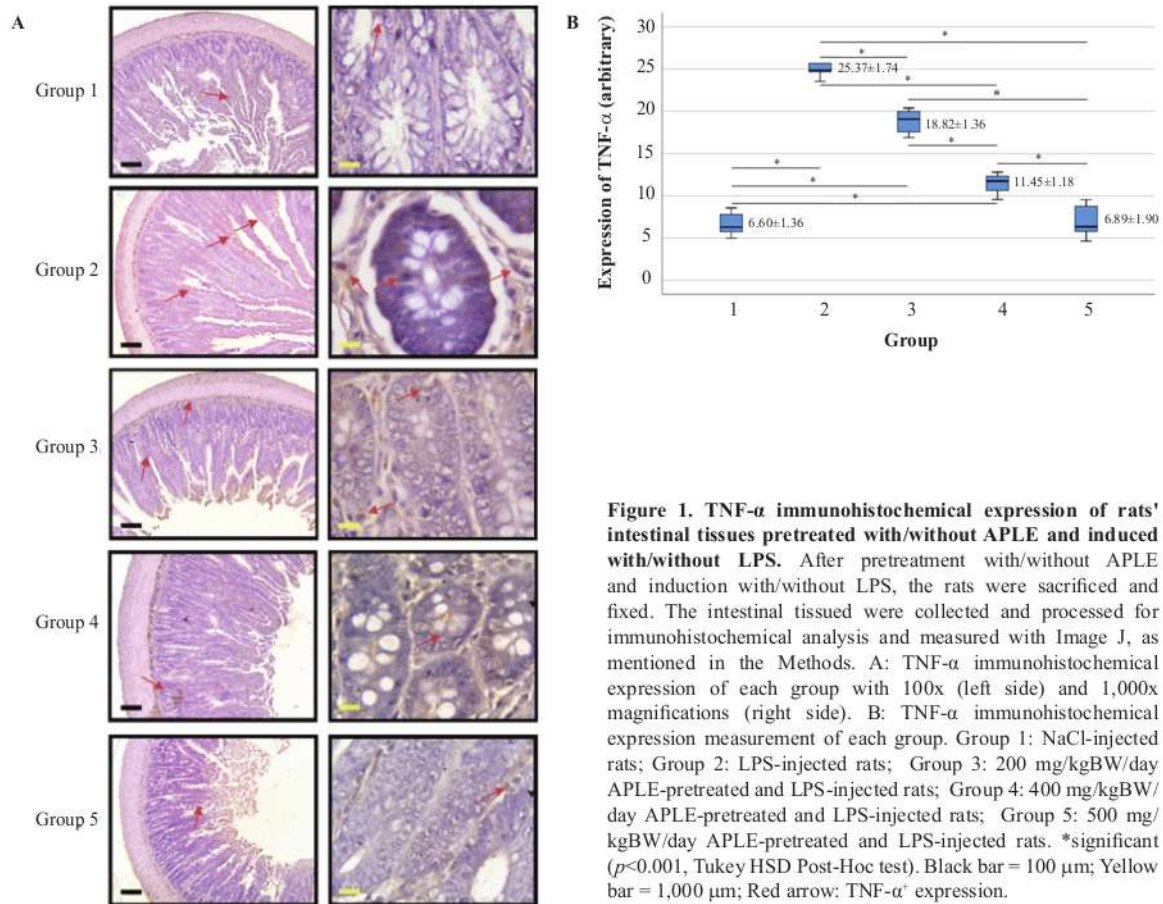 A
Group 1
Group 2
Group 3
Group 4
Group 5
B
Expression of TNF-α (arbitrary)
30
25
20
15
10
5
0
*
*
25.37±1.74
*
*
18.82±1.36
*
*
*
11.45±1.18
*
*
6.60±1.36
6.89±1.90
1 2 3 4 5
Group
Figure 1. TNF-α immunohistochemical expression of rats'
intestinal tissues pretreated with/without APLE and induced
with/without LPS. After pretreatment with/without APLE
and induction with/without LPS, the rats were sacrificed and
fixed. The intestinal tissued were collected and processed for
immunohistochemical analysis and measured with Image J, as
mentioned in the Methods. A: TNF-α immunohistochemical
expression of each group with 100x (left side) and 1,000x
magnifications (right side). B: TNF-α immunohistochemical
expression measurement of each group. Group 1: NaCl-injected
rats; Group 2: LPS-injected rats; Group 3: 200 mg/kgBW/day
APLE-pretreated and LPS-injected rats; Group 4: 400 mg/kgBW/
day APLE-pretreated and LPS-injected rats; Group 5: 500 mg/
kgBW/day APLE-pretreated and LPS-injected rats. *significant
(p<0.001, Tukey HSD Post-Hoc test). Black bar = 100 μm; Yellow
bar = 1,000 μm; Red arrow: TNF-α⁺ expression.